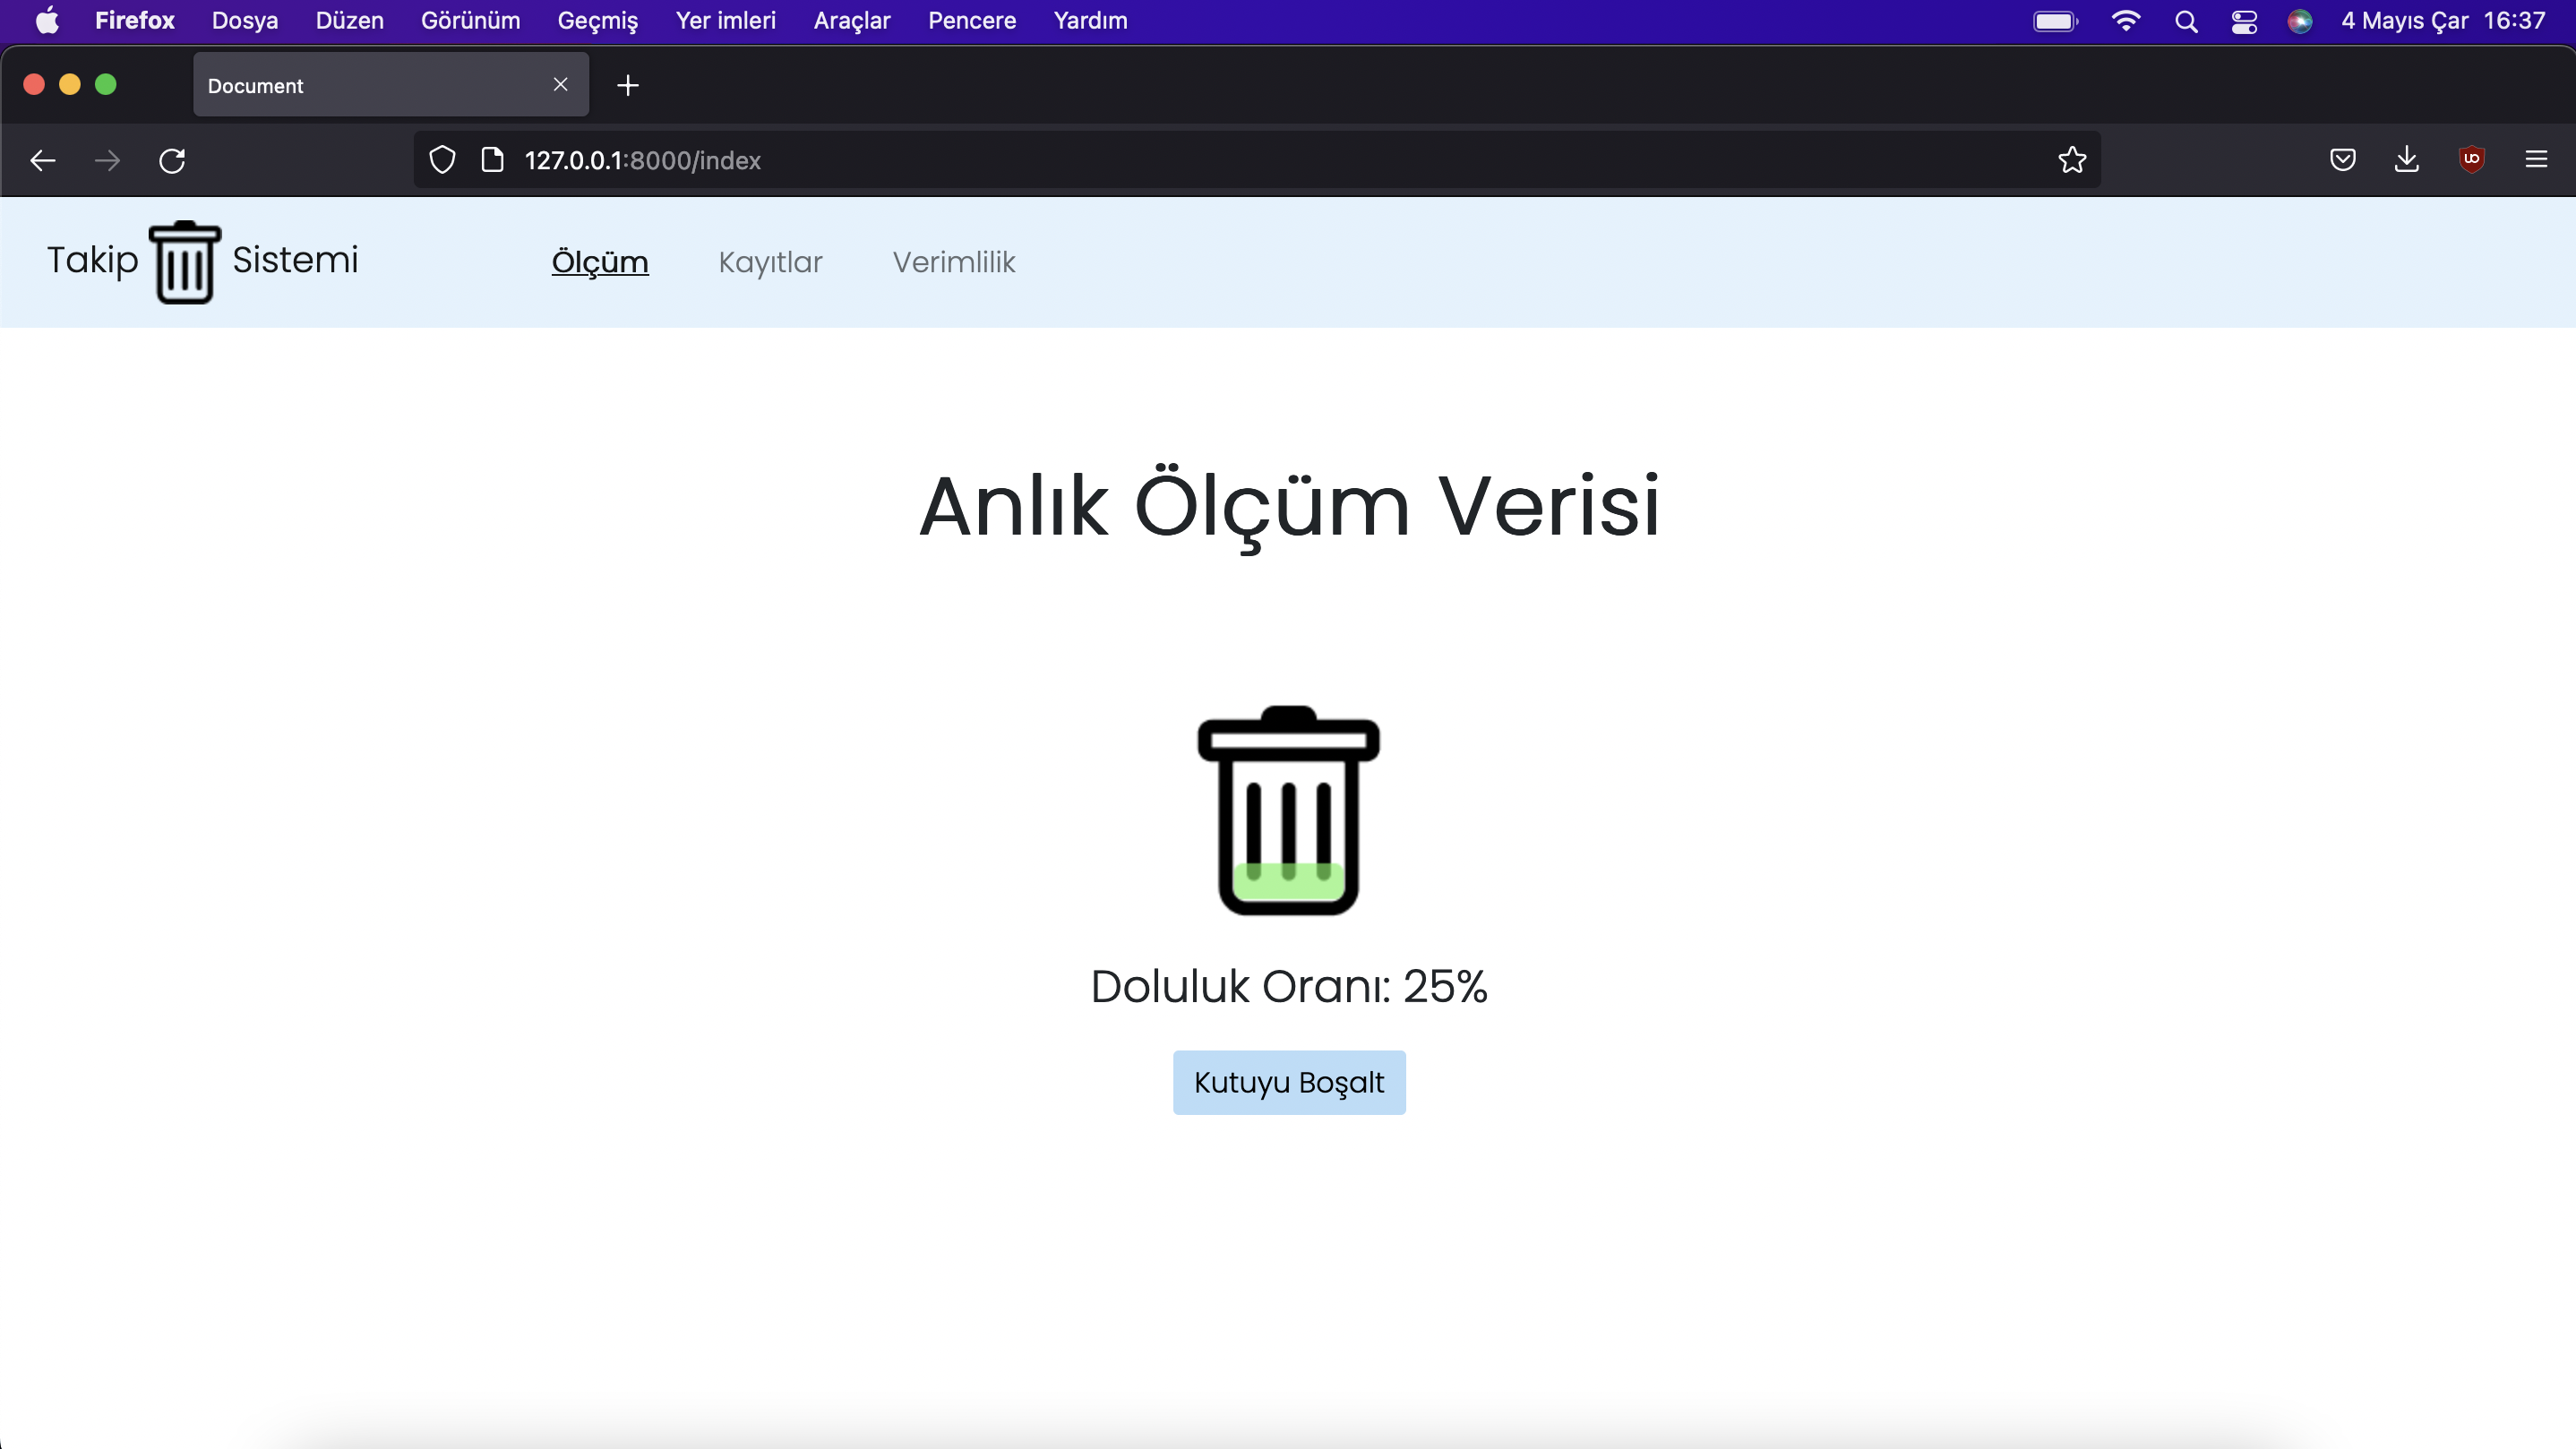 Firefox Dosya Düzen Görünüm Geçmiş Yer imleri Araçlar Pencere Yardım 4 Mayıs Çar 16:37
Document
127.0.0.1:8000/index
Takip Sistemi Ölçüm Kayıtlar Verimlilik
Anlık Ölçüm Verisi
Doluluk Oranı: 25%
Kutuyu Boşalt